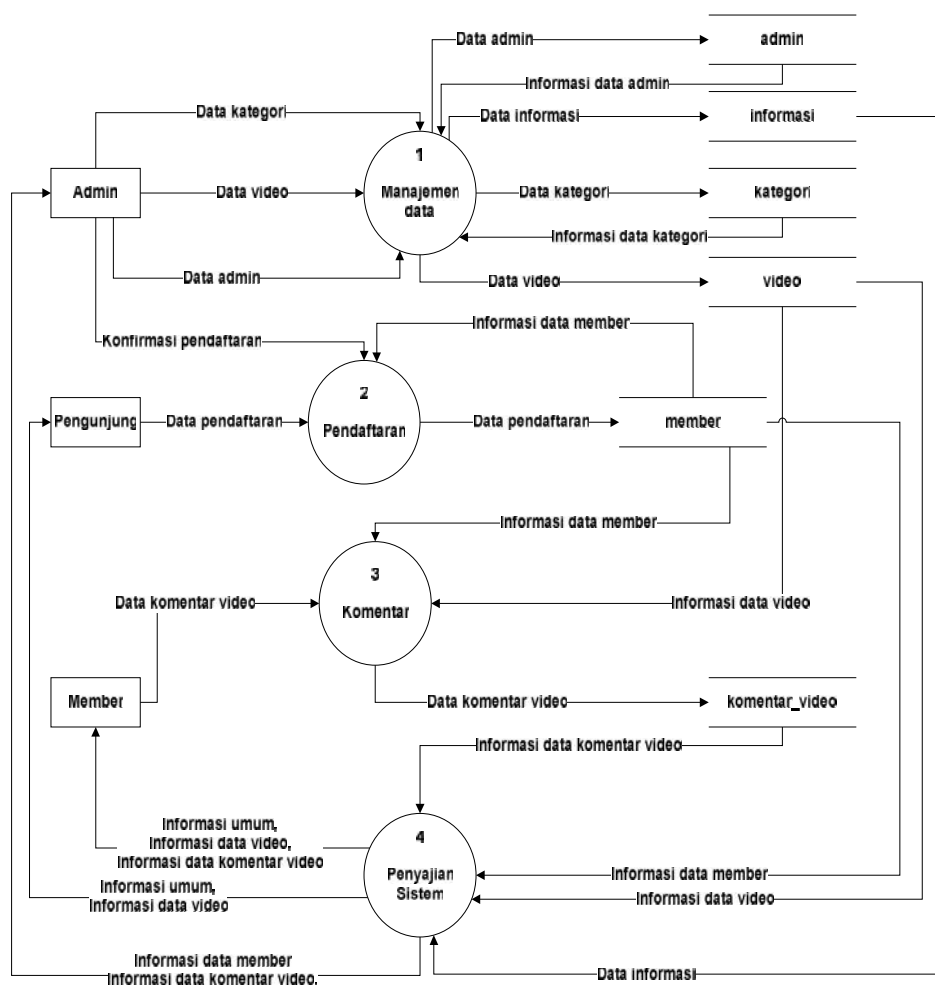 Data admin
admin
Informasi data admin
Data kategori
Data informasi
informasi
1
Manajemen
data
Admin
Data video
Data kategori
kategori
Informasi data kategori
Data admin
Data video
video
Informasi data member
Konfirmasi pendaftaran
2
Pendaftaran
Pengunjung
Data pendaftaran
Data pendaftaran
member
Informasi data member
3
Komentar
Data komentar video
Informasi data video
Member
Data komentar video
komentar_video
Informasi data komentar video
Informasi umum,
Informasi data video,
Informasi data komentar video
4
Penyajian
Sistem
Informasi data member
Informasi umum,
Informasi data video
Informasi data video
Informasi data member
Informasi data komentar video,
Data informasi